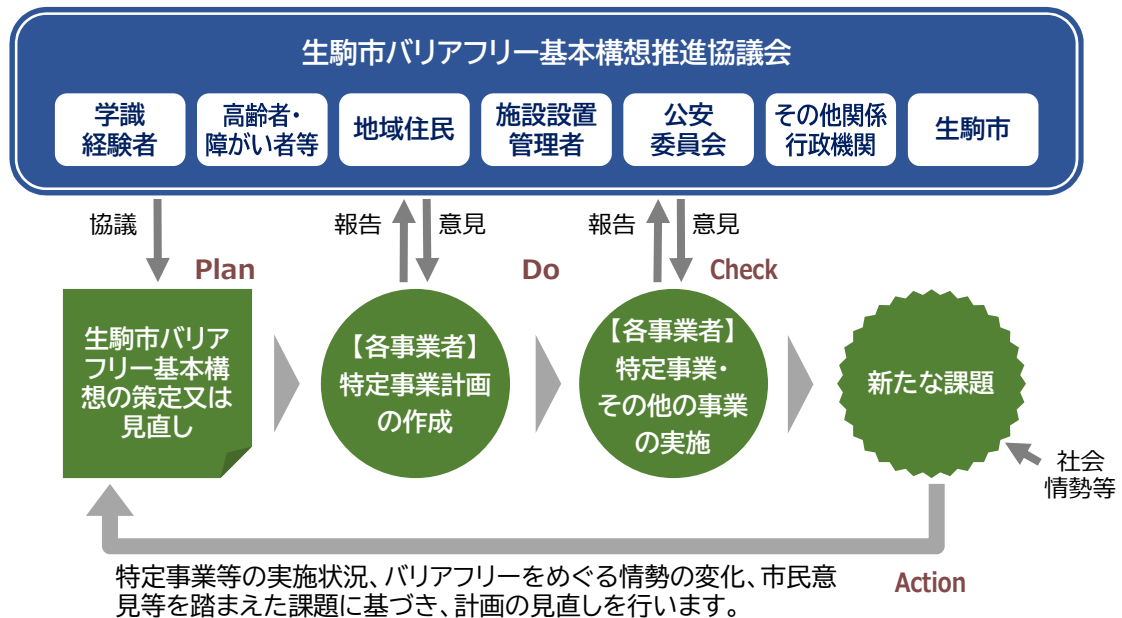 生駒市バリアフリー基本構想推進協議会
学識
経験者
高齢者・
障がい者等
地域住民
施設設置
管理者
公安
委員会
その他関係
行政機関
生駒市
協議
報告
意見
報告
意見
Plan
Do
Check
生駒市バリア
フリー基本構
想の策定又は
見直し
【各事業者】
特定事業計画
の作成
【各事業者】
特定事業・
その他の事業
の実施
新たな課題
社会
情勢等
Action
特定事業等の実施状況、バリアフリーをめぐる情勢の変化、市民意
見等を踏まえた課題に基づき、計画の見直しを行います。